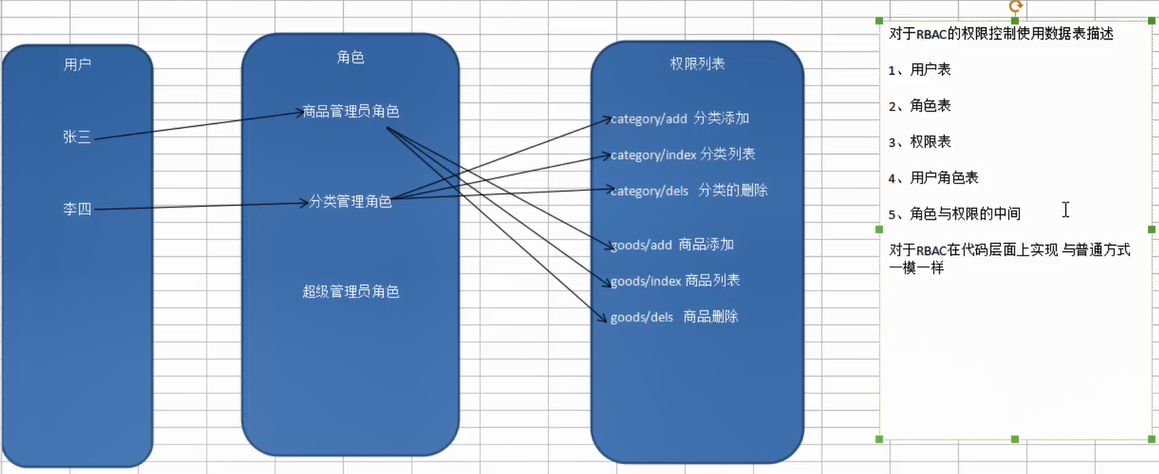 用户
张三
李四
角色
商品管理员角色
分类管理角色
超级管理员角色
权限列表
category/add 分类添加
category/index 分类列表
category/dels 分类的删除
goods/add 商品添加
goods/index 商品列表
goods/dels 商品删除
对于RBAC的权限控制使用数据表描述
1、用户表
2、角色表
3、权限表
4、用户角色表
5、角色与权限的中间
对于RBAC在代码层面上实现 与普通方式
一模一样